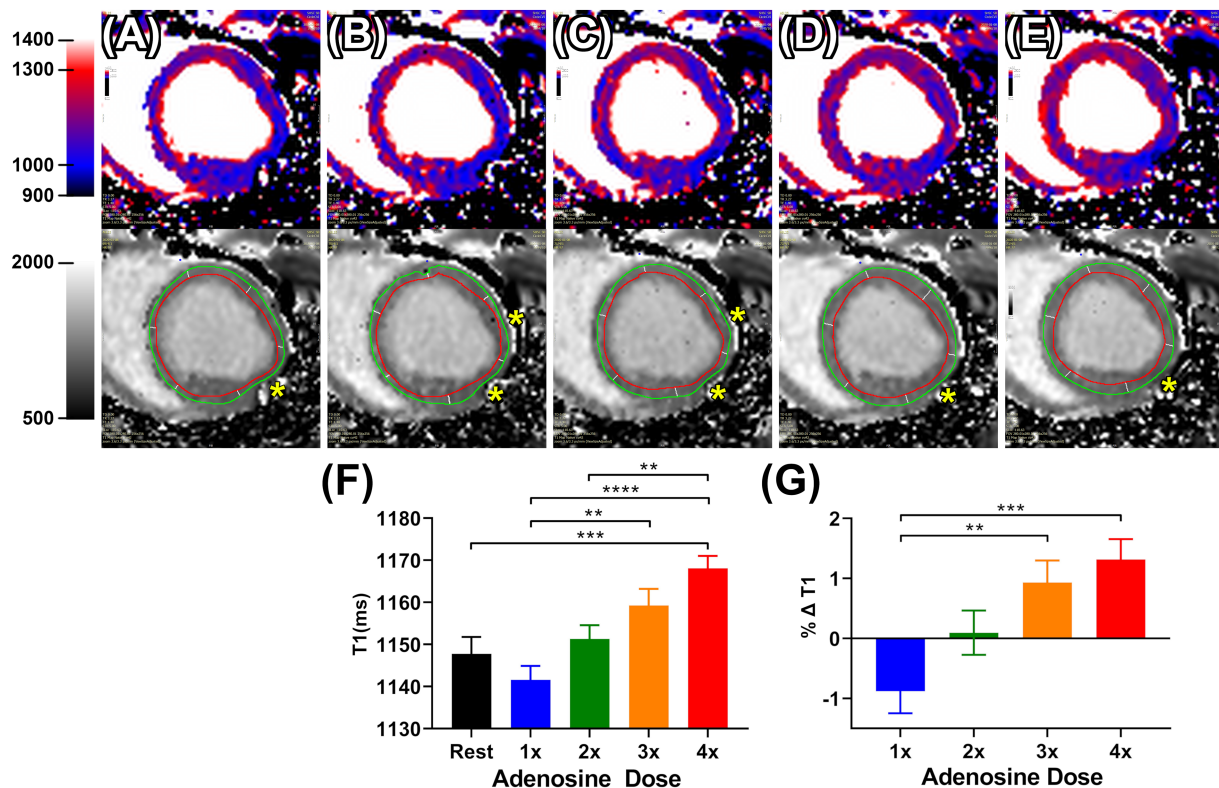 (A) (B) (C) (D) (E)
1400
1300
1000
900
2000
500
* * * * * * *
(F)
**
****
**
***
1180
1170
1160
1150
1140
1130
T1(ms)
Rest 1x 2x 3x 4x
Adenosine Dose
(G)
***
**
2
1
0
-1
% Δ T1
1x 2x 3x 4x
Adenosine Dose